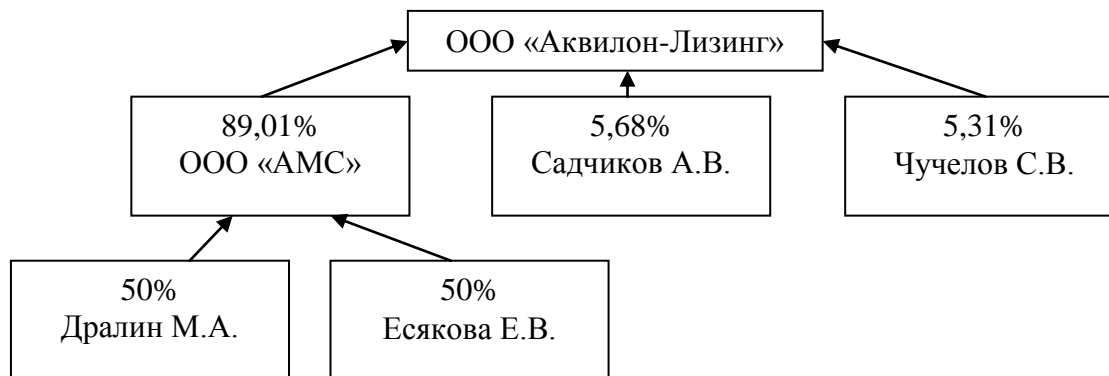 ООО «Аквилон-Лизинг»
89,01%
ООО «АМС»
5,68%
Садчиков А.В.
5,31%
Чучелов С.В.
50%
Дралин М.А.
50%
Есякова Е.В.